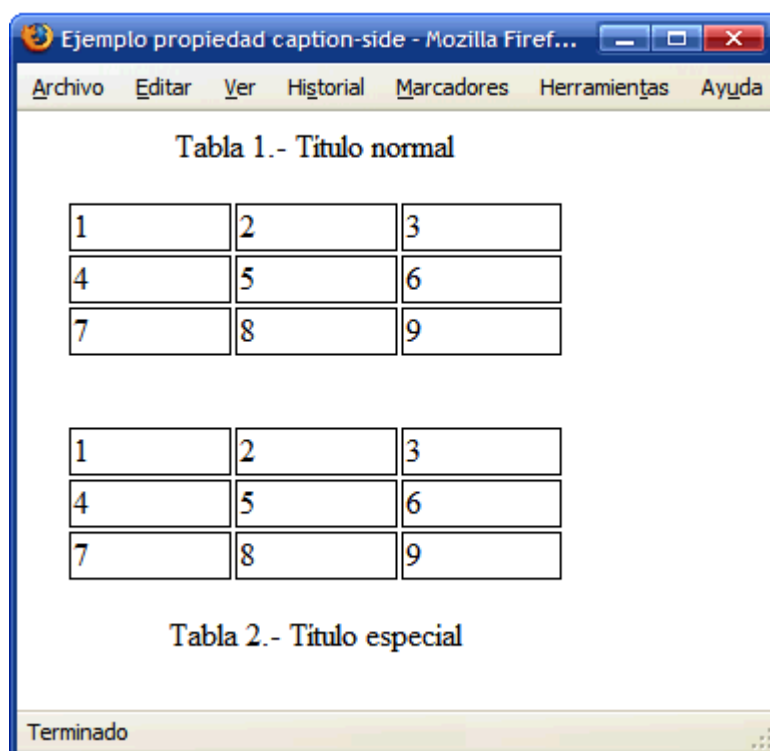 Ejemplo propiedad caption-side - Mozilla Firef...
Archivo Editar Ver Historial Marcadores Herramientas Ayuda
Tabla 1.- Título normal
1 2 3
4 5 6
7 8 9
1 2 3
4 5 6
7 8 9
Tabla 2.- Título especial
Terminado